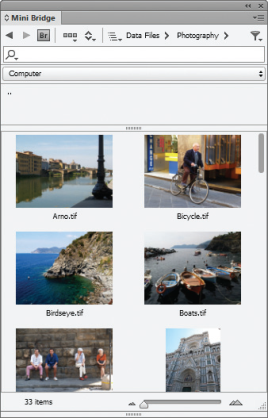 Mini Bridge
Br Data Files Photography
Computer
..
Arno.tif Bicycle.tif
Birdseye.tif Boats.tif
33 items